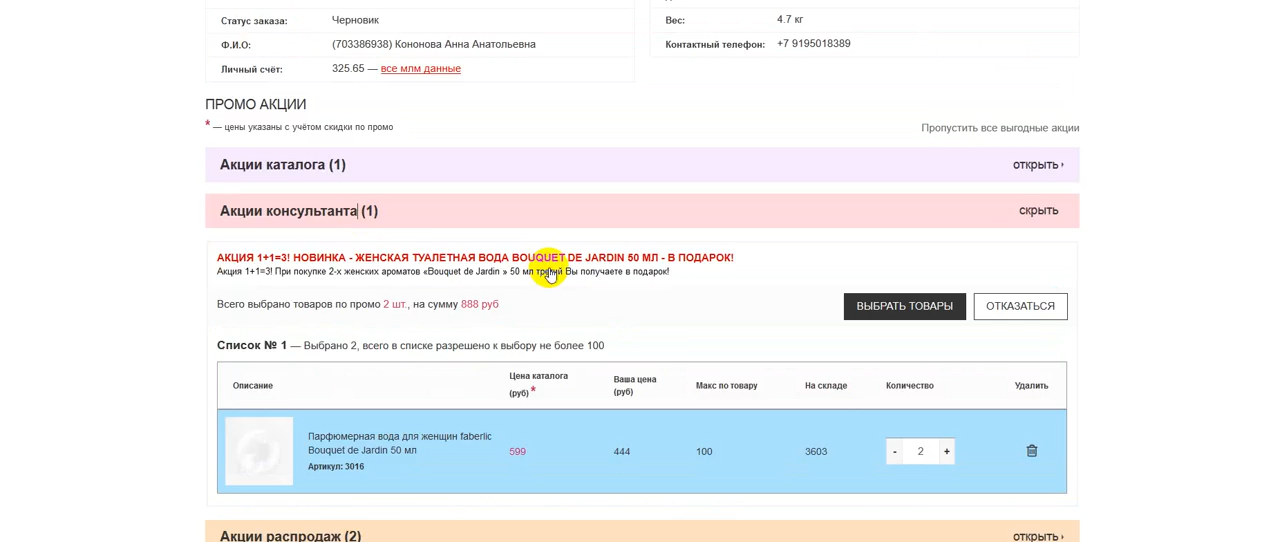 Статус заказа: Черновик
Ф.И.О: (703386938) Кононова Анна Анатольевна
Личный счёт: 325.65 — все млм данные
Вес: 4.7 кг
Контактный телефон: +7 9195018389
ПРОМО АКЦИИ
* — цены указаны с учётом скидки по промо
Пропустить все выгодные акции
Акции каталога (1) открыть
Акции консультанта (1) скрыть
АКЦИЯ 1+1=3! НОВИНКА - ЖЕНСКАЯ ТУАЛЕТНАЯ ВОДА BOUQUET DE JARDIN 50 МЛ - В ПОДАРОК!
Акция 1+1=3! При покупке 2-х женских ароматов «Bouquet de Jardin » 50 мл третий Вы получаете в подарок!
Всего выбрано товаров по промо 2 шт., на сумму 888 руб
ВЫБРАТЬ ТОВАРЫ ОТКАЗАТЬСЯ
Список № 1 — Выбрано 2, всего в списке разрешено к выбору не более 100
Описание
Цена каталога
(руб) *
Ваша цена
(руб)
Макс по товару
На складе
Количество
Удалить
Парфюмерная вода для женщин faberlic
Bouquet de Jardin 50 мл
Артикул: 3016
599
444
100
3603
- 2 +
Акции распродаж (2) открыть